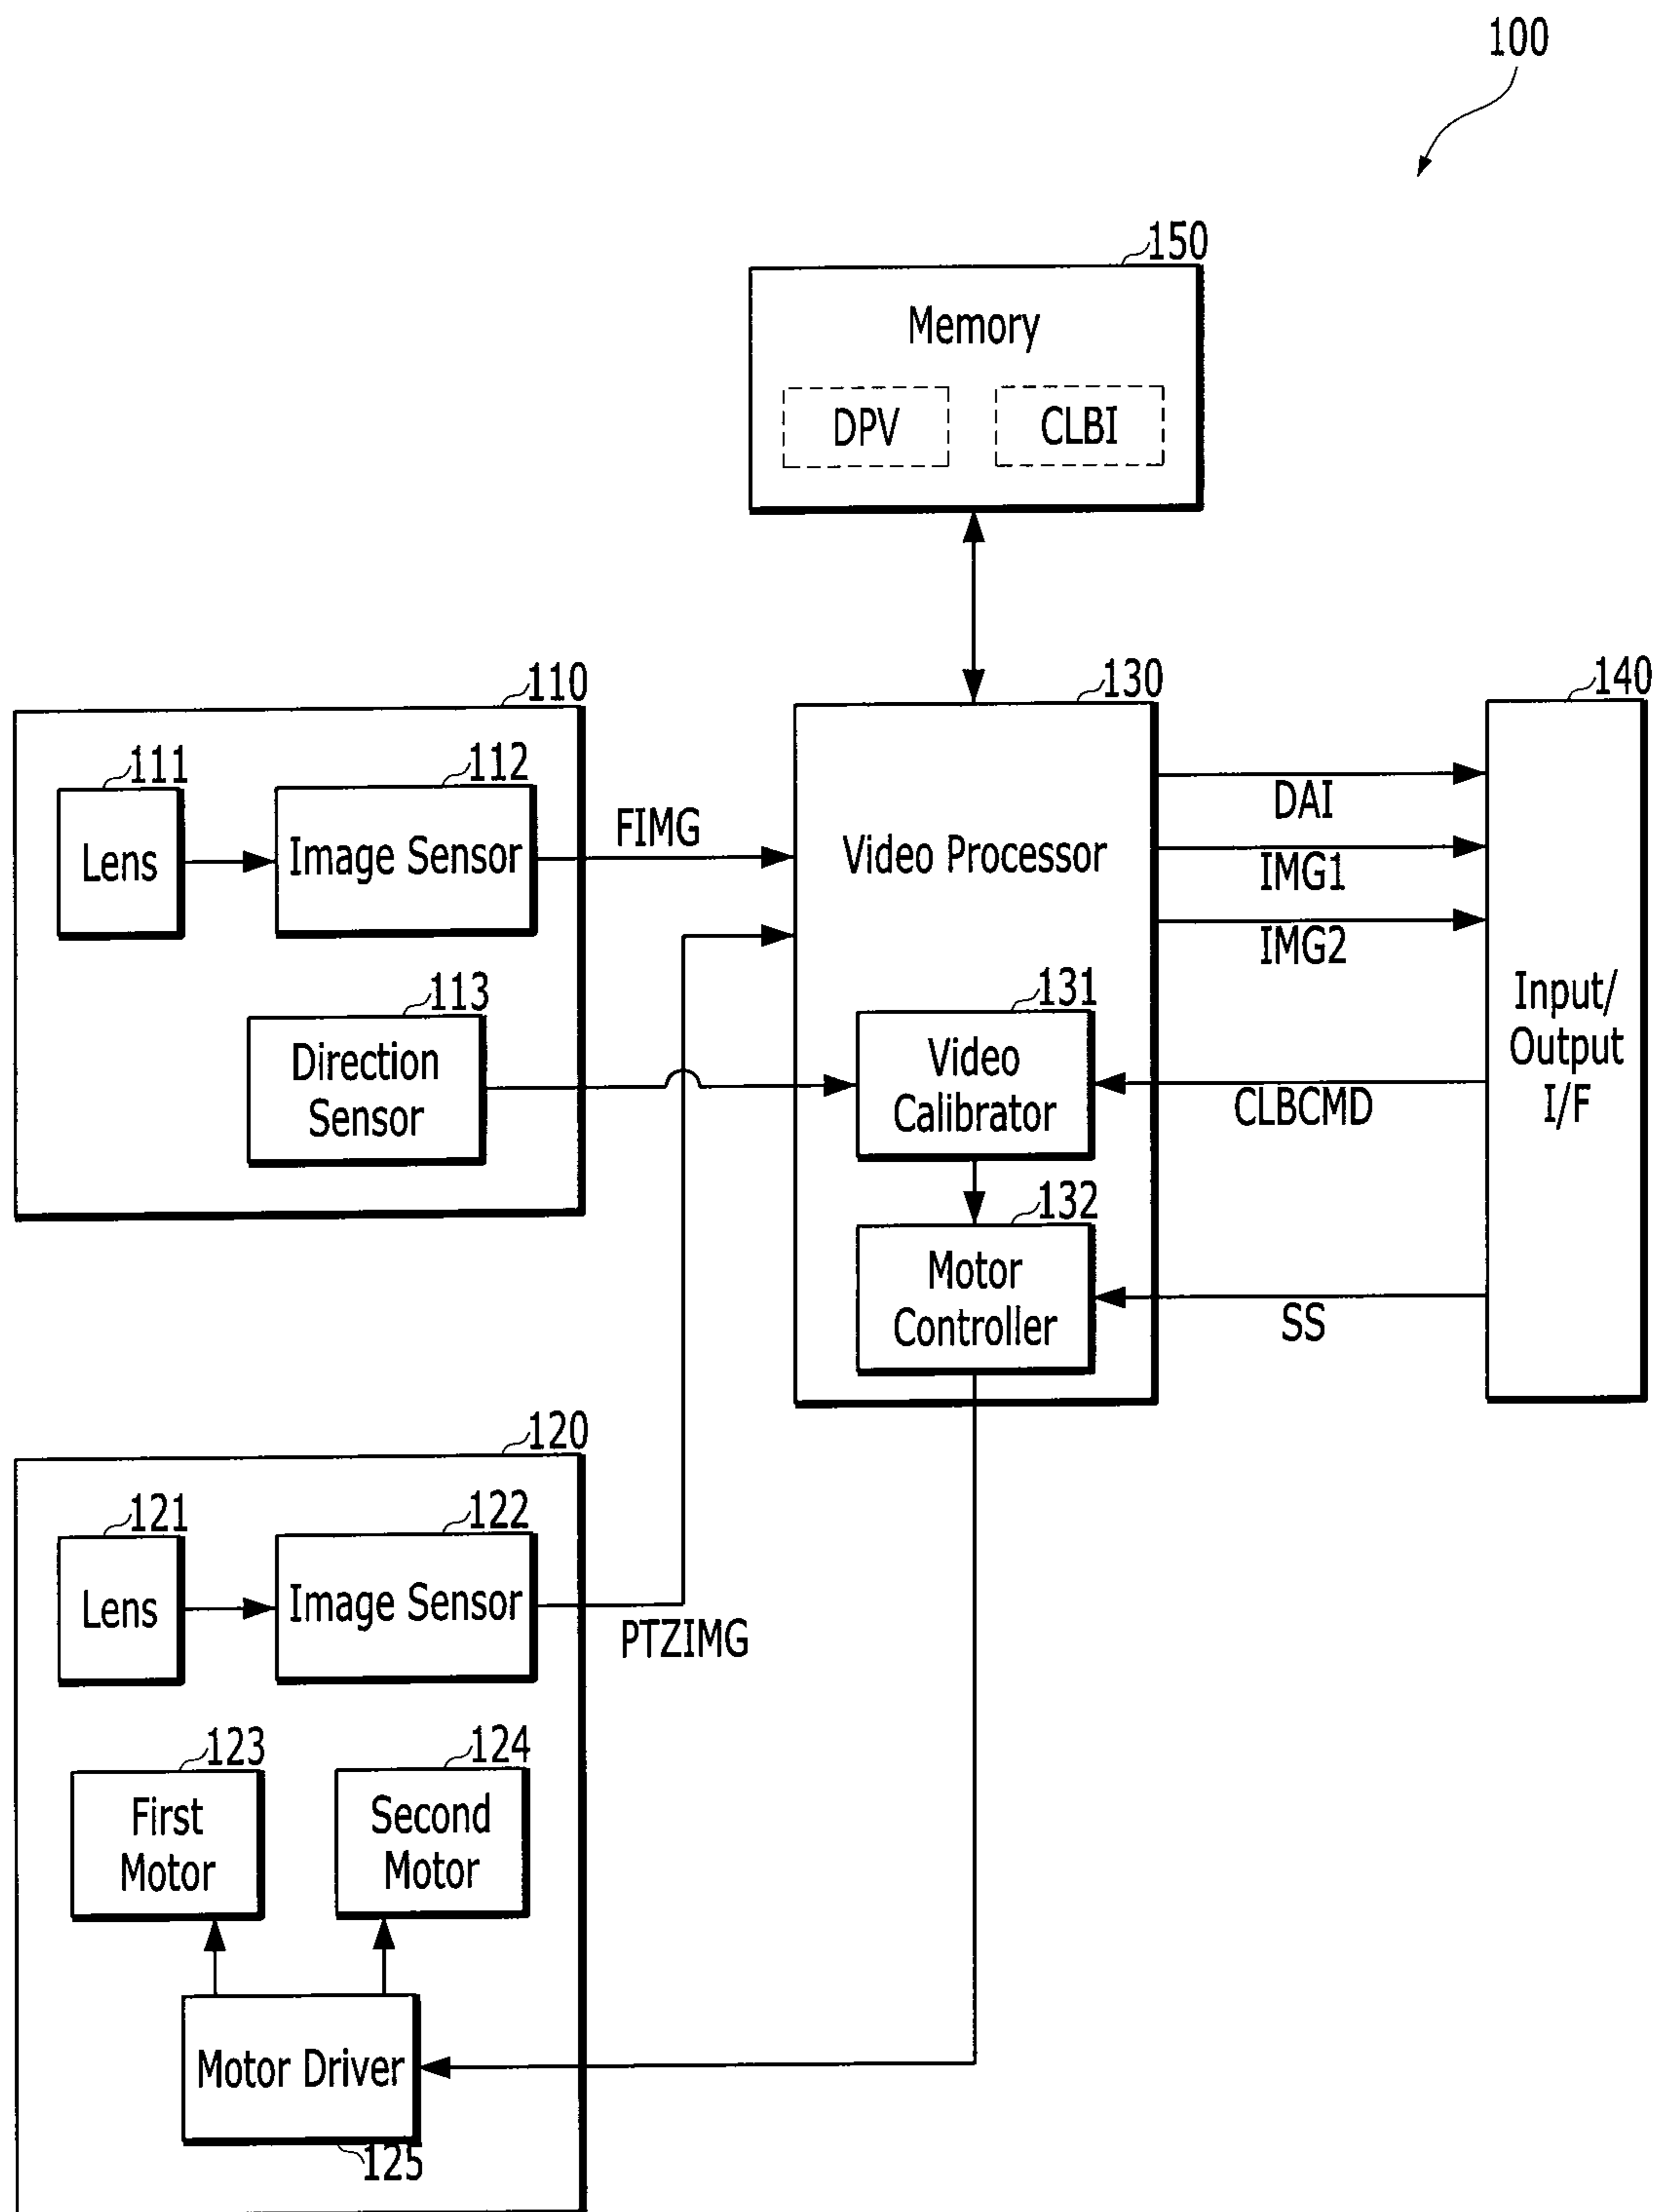 100
150
Memory
DPV
CLBI
110
111
Lens
112
Image Sensor
FIMG
113
Direction
Sensor
130
Video Processor
131
Video
Calibrator
132
Motor
Controller
DAI
IMG1
IMG2
CLBCMD
SS
140
Input/
Output
I/F
120
121
Lens
122
Image Sensor
PTZIMG
123
First
Motor
124
Second
Motor
Motor Driver
125